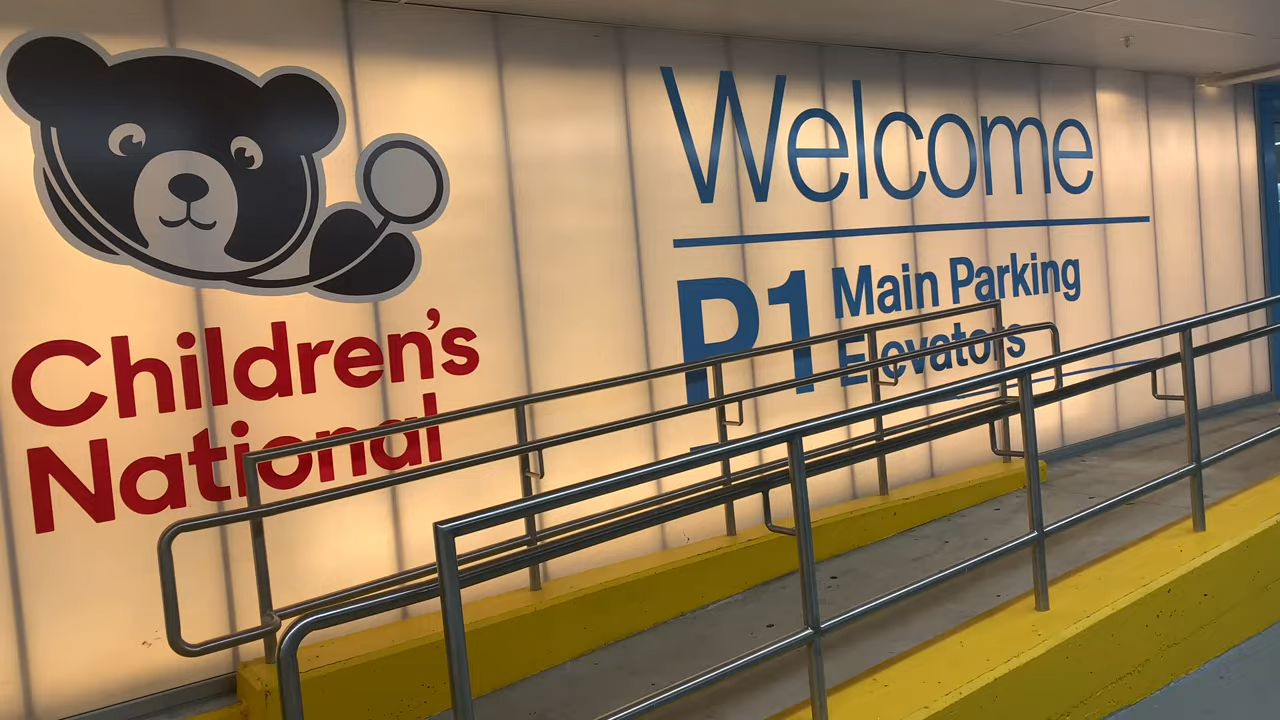 Children's
National
Welcome
P1
Main Parking
Elevators